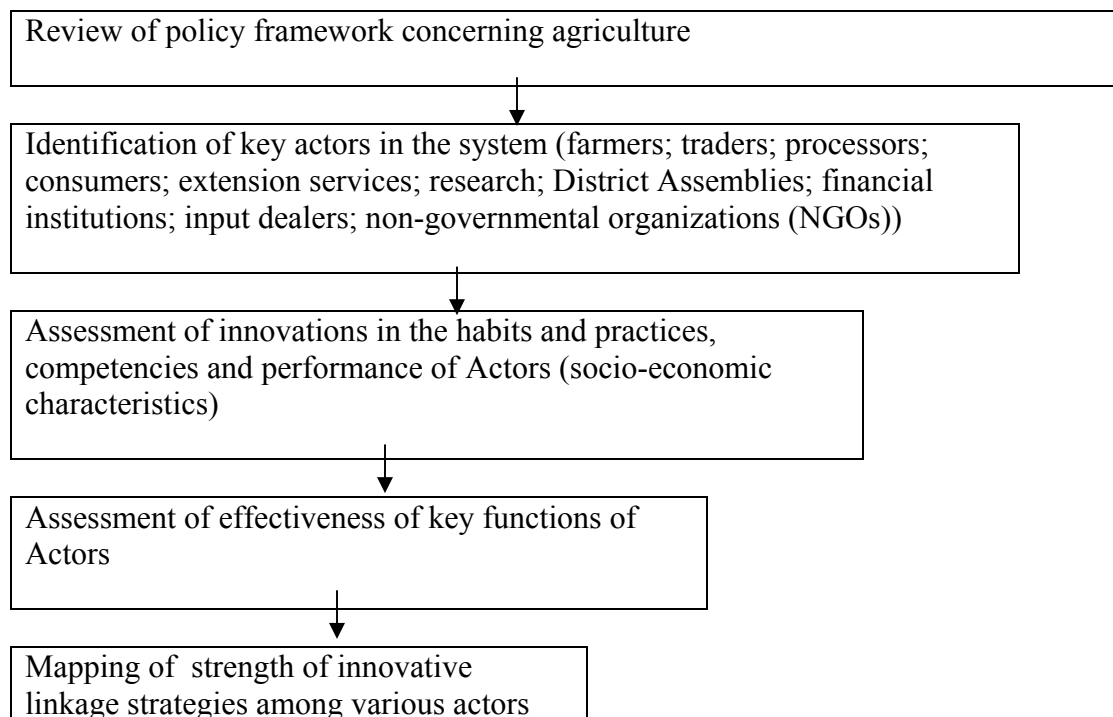 Review of policy framework concerning agriculture
Identification of key actors in the system (farmers; traders; processors;
consumers; extension services; research; District Assemblies; financial
institutions; input dealers; non-governmental organizations (NGOs))
Assessment of innovations in the habits and practices,
competencies and performance of Actors (socio-economic
characteristics)
Assessment of effectiveness of key functions of
Actors
Mapping of strength of innovative
linkage strategies among various actors